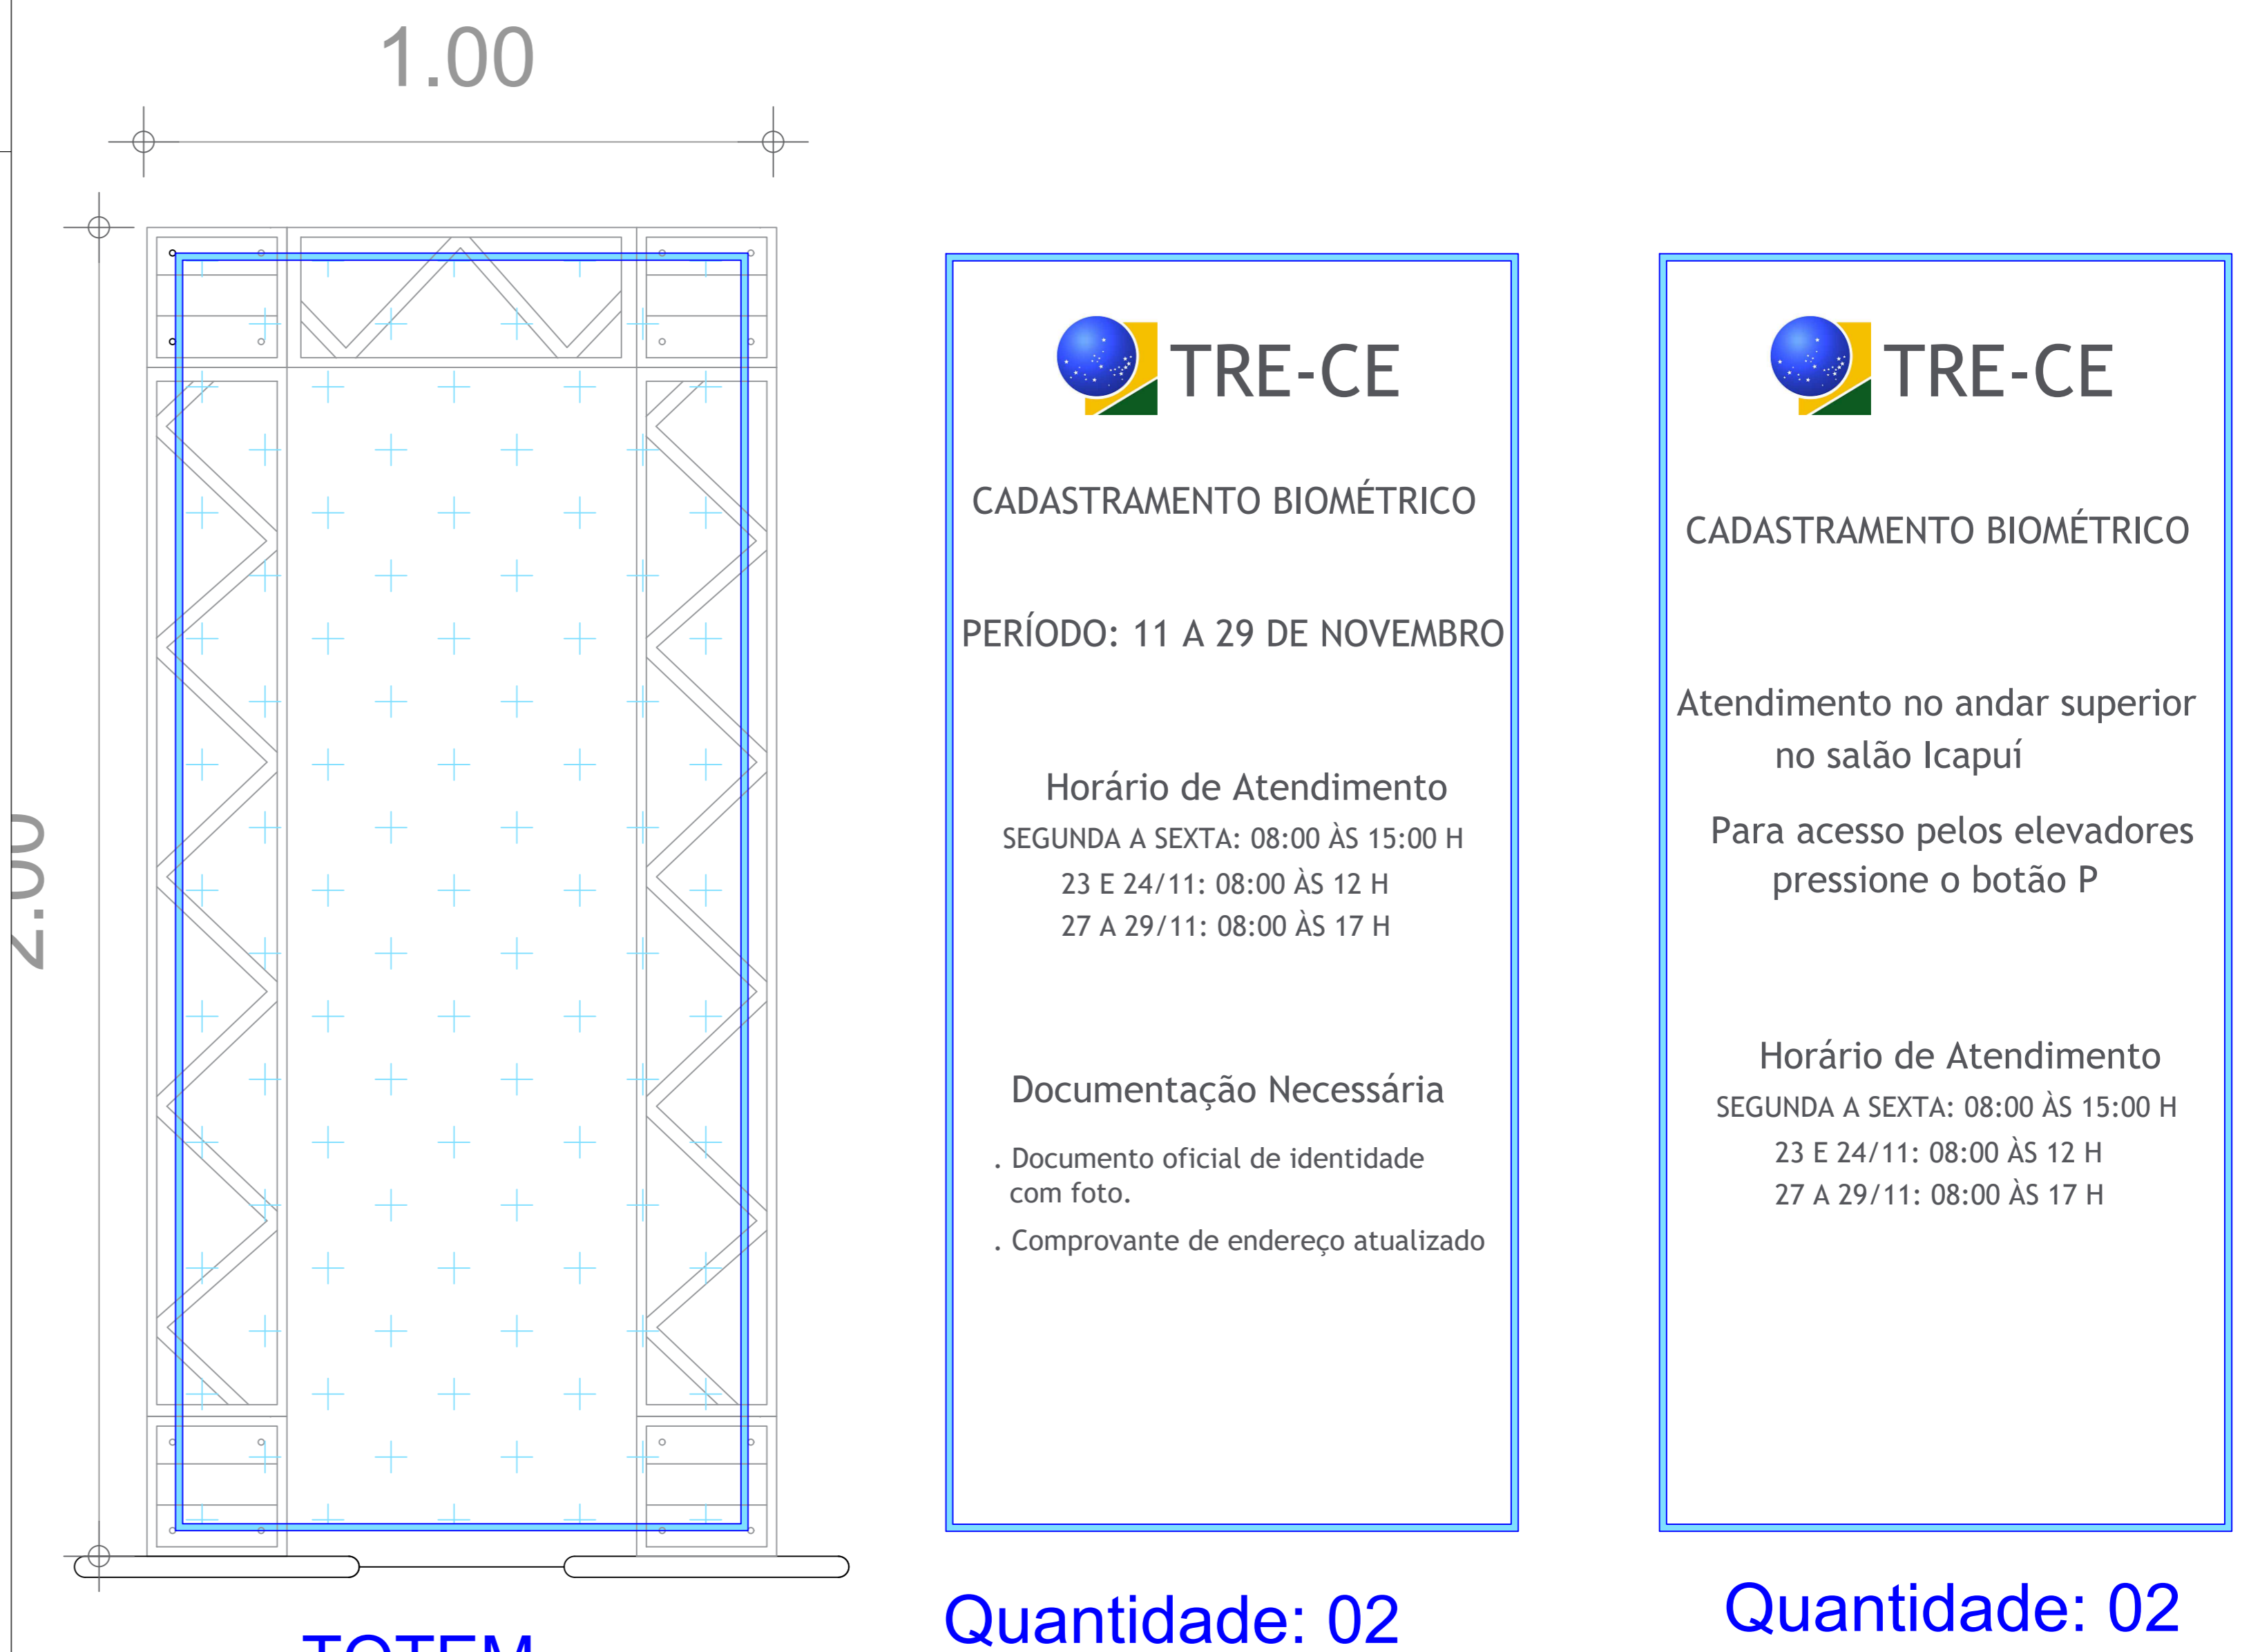 1.00
2.00
TOTEM
TRE-CE
CADASTRAMENTO BIOMÉTRICO
PERÍODO: 11 A 29 DE NOVEMBRO
Horário de Atendimento
SEGUNDA A SEXTA: 08:00 ÀS 15:00 H
23 E 24/11: 08:00 ÀS 12 H
27 A 29/11: 08:00 ÀS 17 H
Documentação Necessária
. Documento oficial de identidade
com foto.
. Comprovante de endereço atualizado
Quantidade: 02
TRE-CE
CADASTRAMENTO BIOMÉTRICO
Atendimento no andar superior
no salão Icapuí
Para acesso pelos elevadores
pressione o botão P
Horário de Atendimento
SEGUNDA A SEXTA: 08:00 ÀS 15:00 H
23 E 24/11: 08:00 ÀS 12 H
27 A 29/11: 08:00 ÀS 17 H
Quantidade: 02